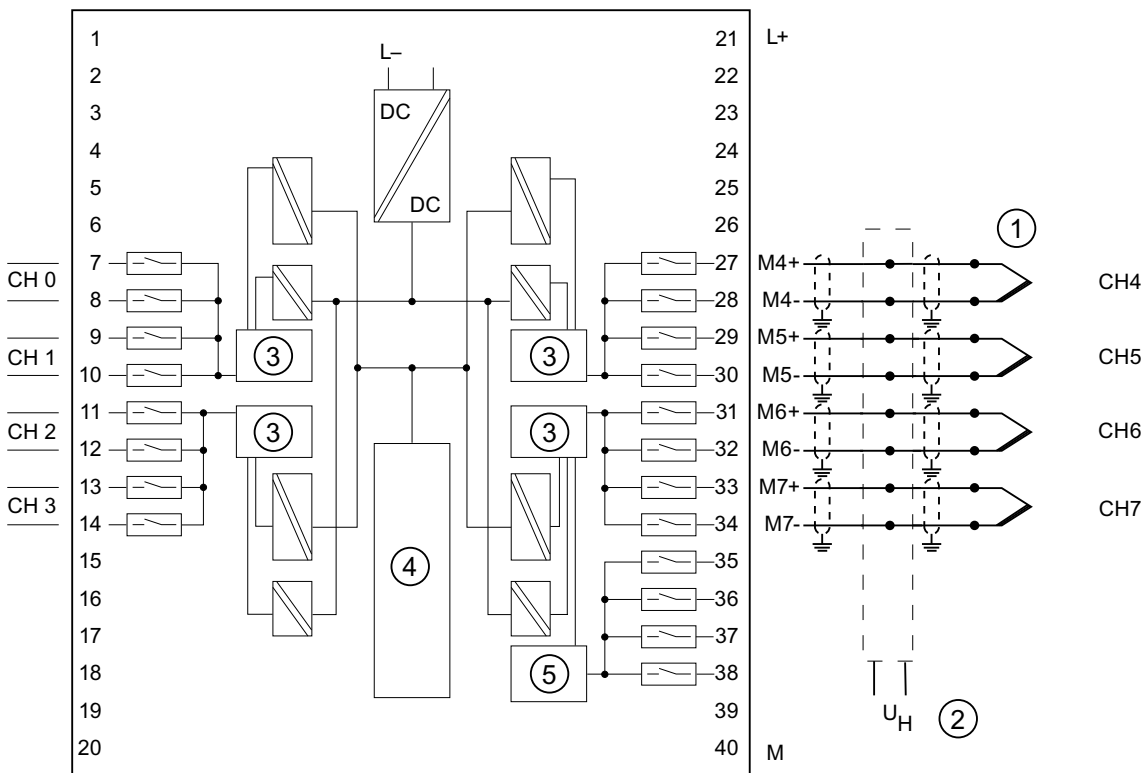 1 21 L+
L–
2 22
DC
3 23
4 24
5 25
DC
6 26
①
7 27 M4+
CH 0 CH4
8 28 M4-
9 29 M5+
CH 1 ③ ③ CH5
10 30 M5-
11 31 M6+
CH 2 ③ ③ CH6
12 32 M6-
13 33 M7+
CH 3 CH7
14 34 M7-
15 35
④
16 36
17 37
18 ⑤ 38
19 39
UH ②
20 40 M